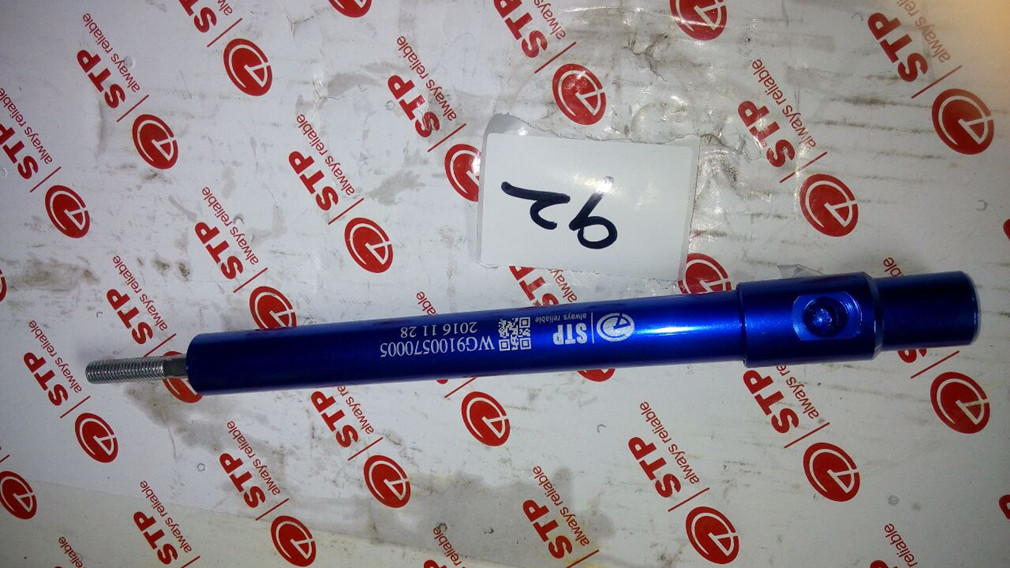 92
STP
always reliable
WG9100570005
2016 11 28
STP
always reliable